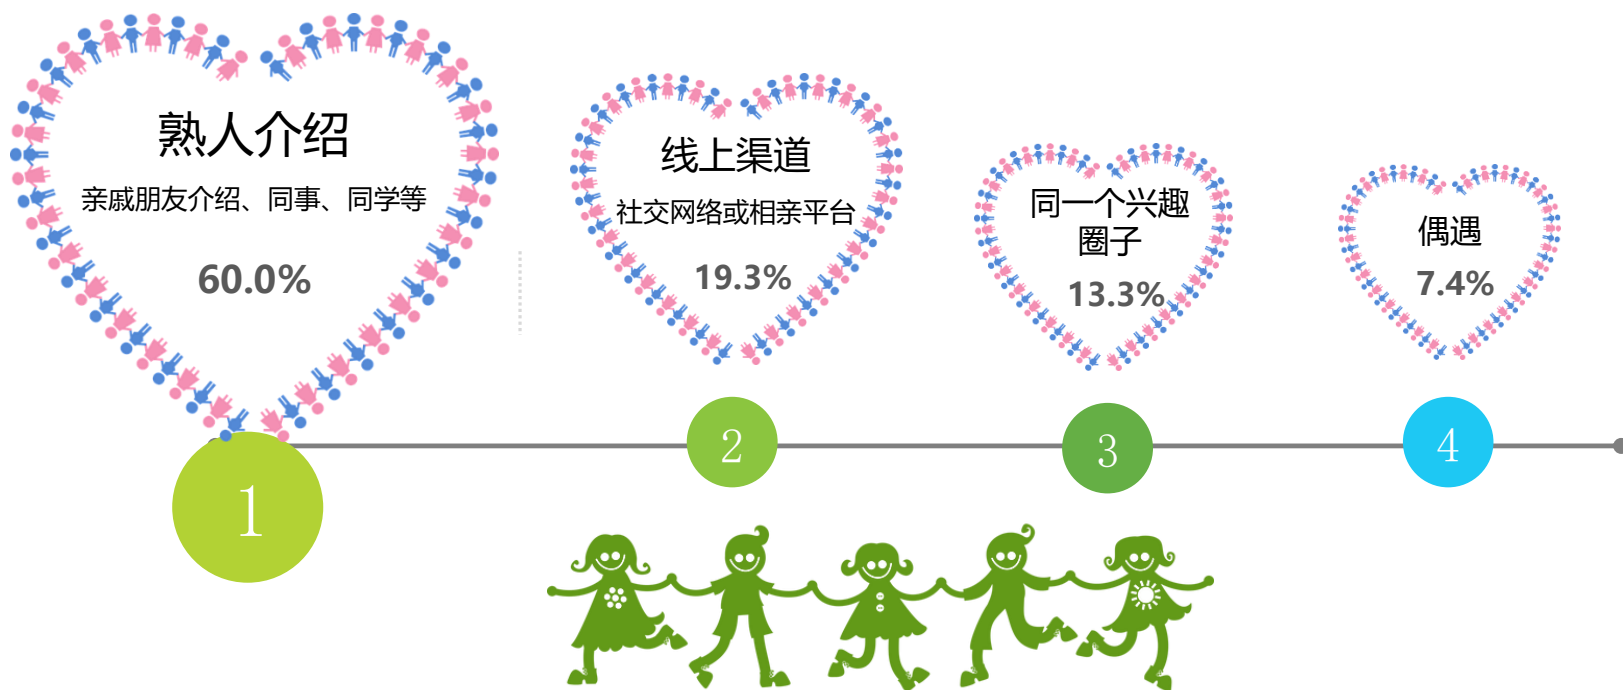 熟人介绍
亲戚朋友介绍、同事、同学等
60.0%
线上渠道
社交网络或相亲平台
19.3%
同一个兴趣
圈子
13.3%
偶遇
7.4%
1
2
3
4